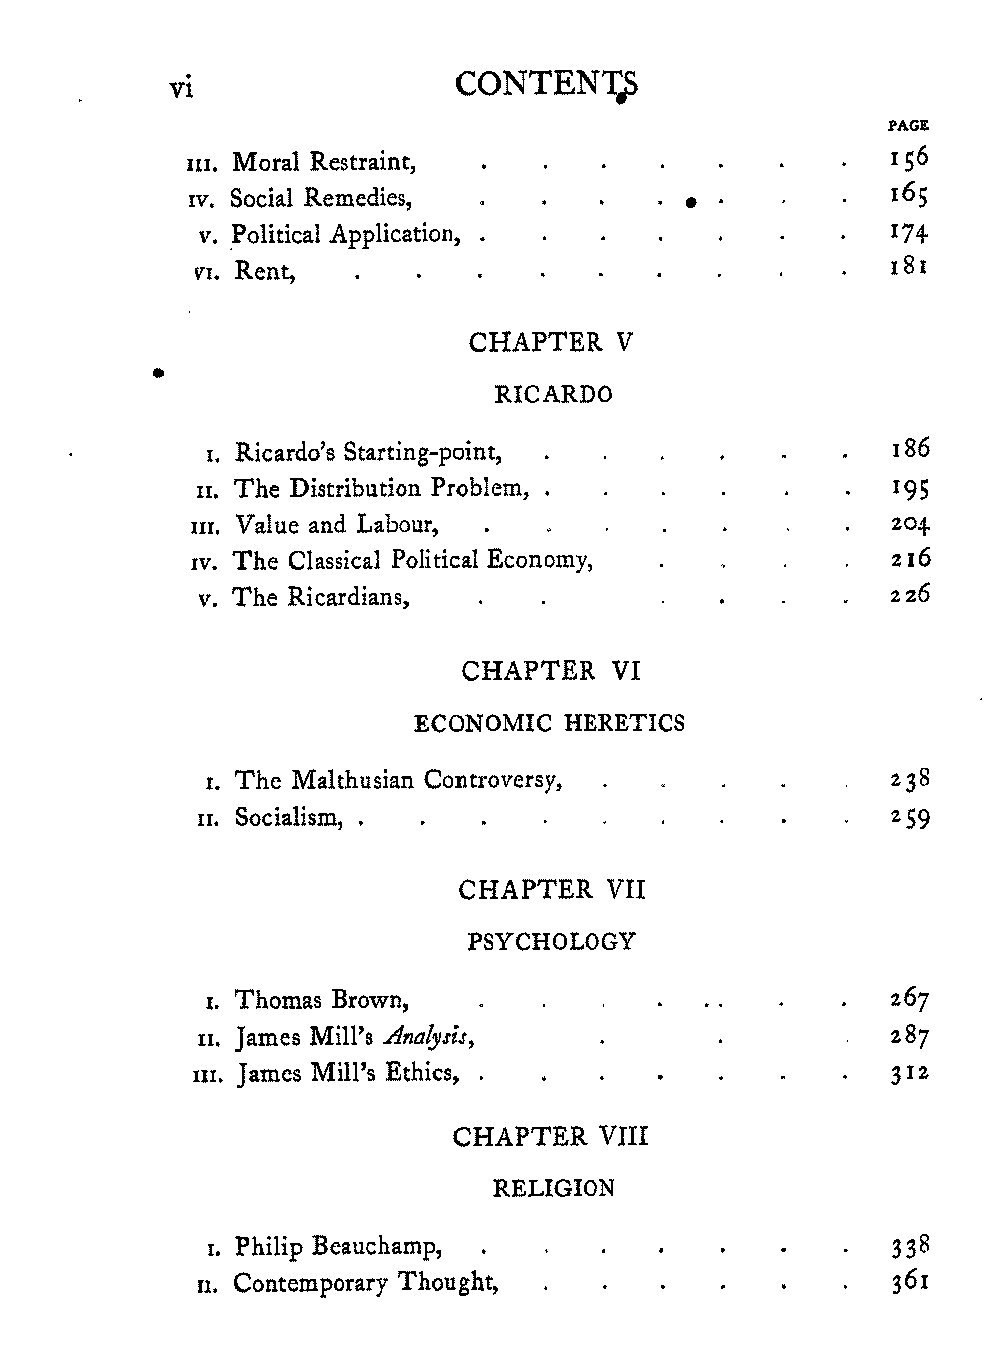 vi CONTENTS
PAGE
III. Moral Restraint, . . . . . . . 156
IV. Social Remedies, . . . . . . . 165
V. Political Application, . . . . . . . 174
VI. Rent, . . . . . . . . . 181
CHAPTER V
RICARDO
I. Ricardo's Starting-point, . . . . . . 186
II. The Distribution Problem, . . . . . . 195
III. Value and Labour, . . . . . . . 204
IV. The Classical Political Economy, . . . . 216
V. The Ricardians, . . . . . . 226
CHAPTER VI
ECONOMIC HERETICS
I. The Malthusian Controversy, . . . . . 238
II. Socialism, . . . . . . . . . 259
CHAPTER VII
PSYCHOLOGY
I. Thomas Brown, . . . . . . . . 267
II. James Mill's Analysis, . . . 287
III. James Mill's Ethics, . . . . . . . 312
CHAPTER VIII
RELIGION
I. Philip Beauchamp, . . . . . . . 338
II. Contemporary Thought, . . . . . . 361